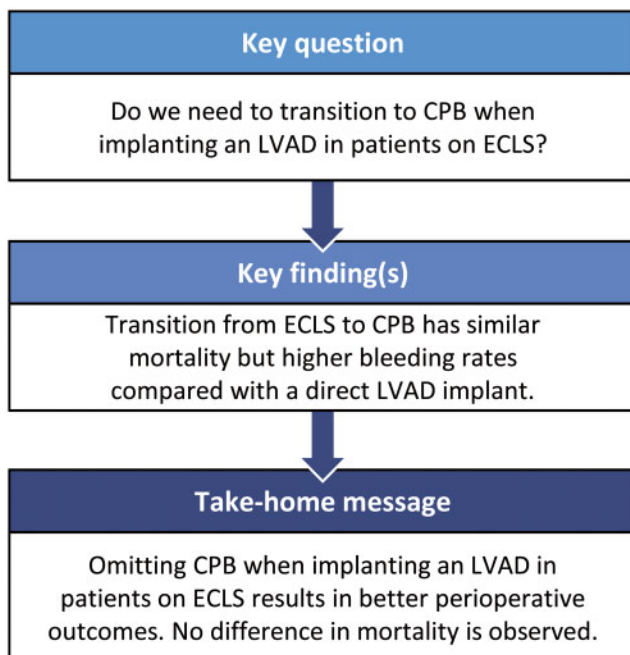 Key question
Do we need to transition to CPB when
implanting an LVAD in patients on ECLS?
Key finding(s)
Transition from ECLS to CPB has similar
mortality but higher bleeding rates
compared with a direct LVAD implant.
Take-home message
Omitting CPB when implanting an LVAD in
patients on ECLS results in better perioperative
outcomes. No difference in mortality is observed.